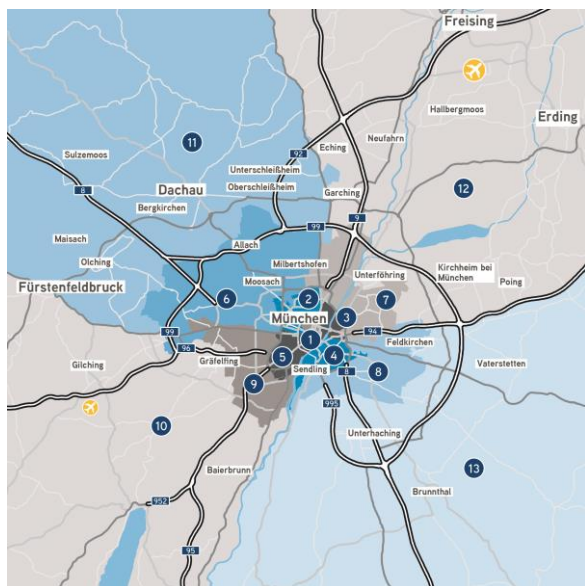 Freising
Hallbergmoos
Erding
Neufahrn
Eching
11
92
Sulzemoos
Unterschleißheim
Oberschleißheim
Dachau
8
Garching
12
Bergkirchen
9
99
Maisach
Allach
Kirchheim bei
München
Olching
Milbertshofen
Unterföhring
Poing
Moosach
Fürstenfeldbruck
6
2
7
München
3
99
94
1
Feldkirchen
96
5
4
Gilching
Gräfelfing
Sendling
8
8
Vaterstetten
9
995
10
Unterhaching
Baierbrunn
13
Brunnthal
952
95